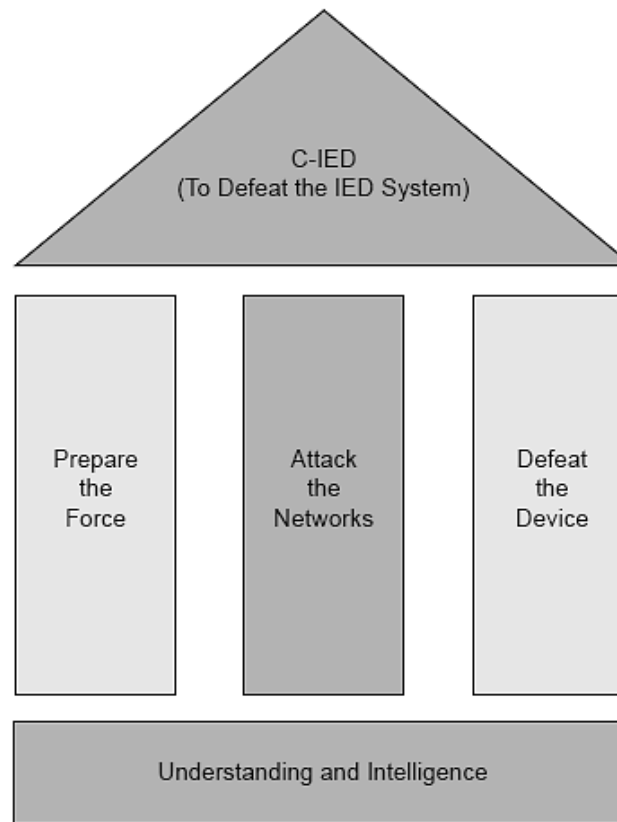 C-IED
(To Defeat the IED System)
Prepare
the
Force
Attack
the
Networks
Defeat
the
Device
Understanding and Intelligence